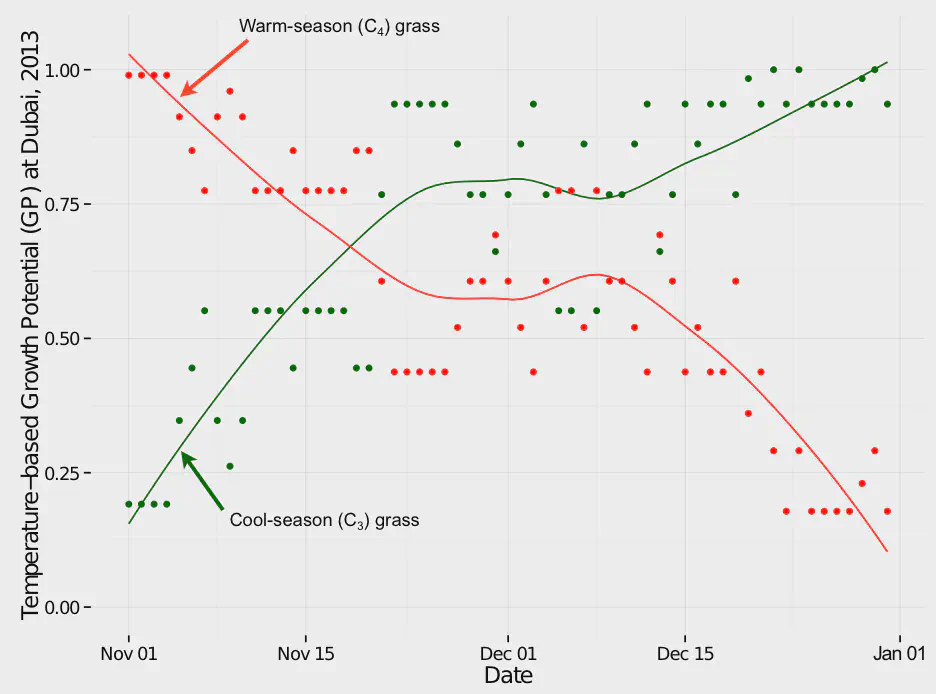 Warm-season (C₄) grass
Temperature−based Growth Potential (GP) at Dubai, 2013
1.00
0.75
0.50
0.25
0.00
Cool-season (C₃) grass
Nov 01 Nov 15 Dec 01 Dec 15 Jan 01
Date